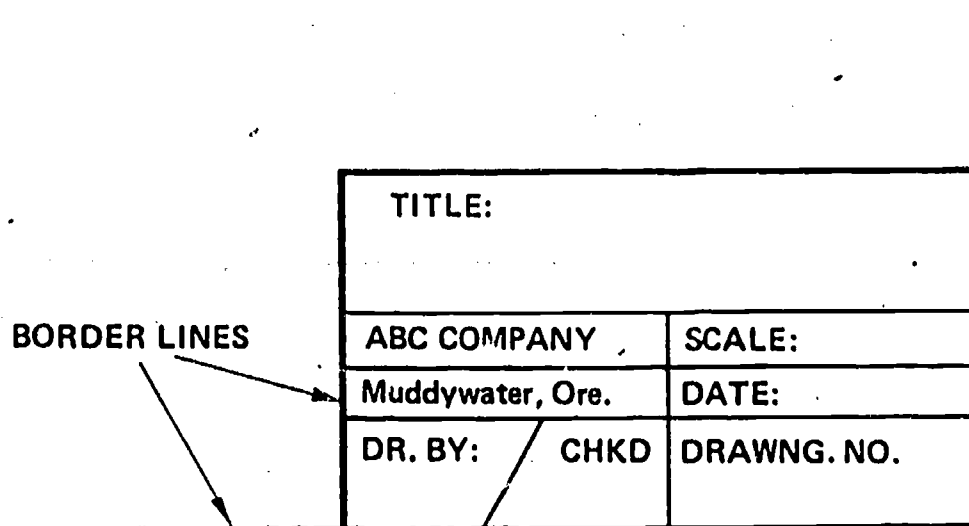 TITLE:
BORDER LINES
ABC COMPANY
SCALE:
Muddywater, Ore.
DATE:
DR. BY: CHKD
DRAWNG. NO.